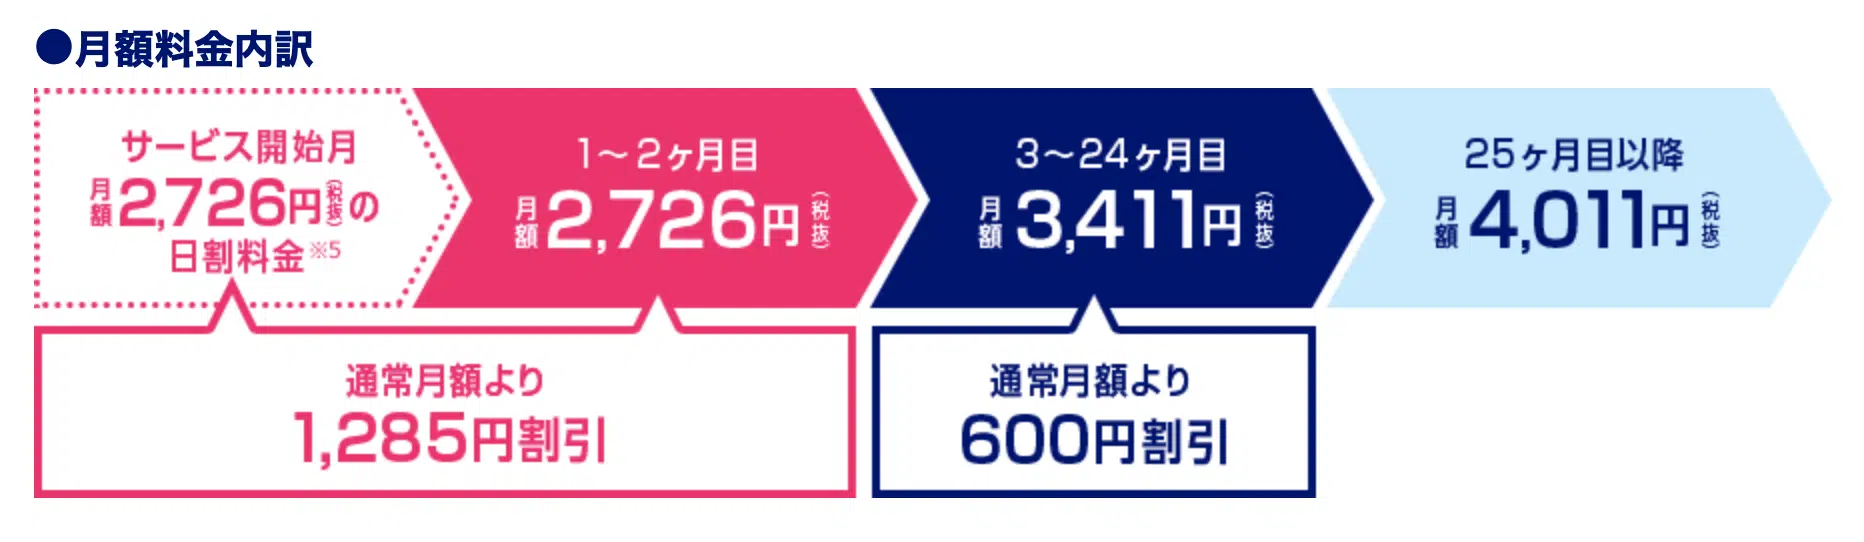 ●月額料金内訳
サービス開始月
月額2,726円(税抜)の
日割料金※5
1～2ヶ月目
月額2,726円(税抜)
3～24ヶ月目
月額3,411円(税抜)
25ヶ月目以降
月額4,011円(税抜)
通常月額より
1,285円割引
通常月額より
600円割引